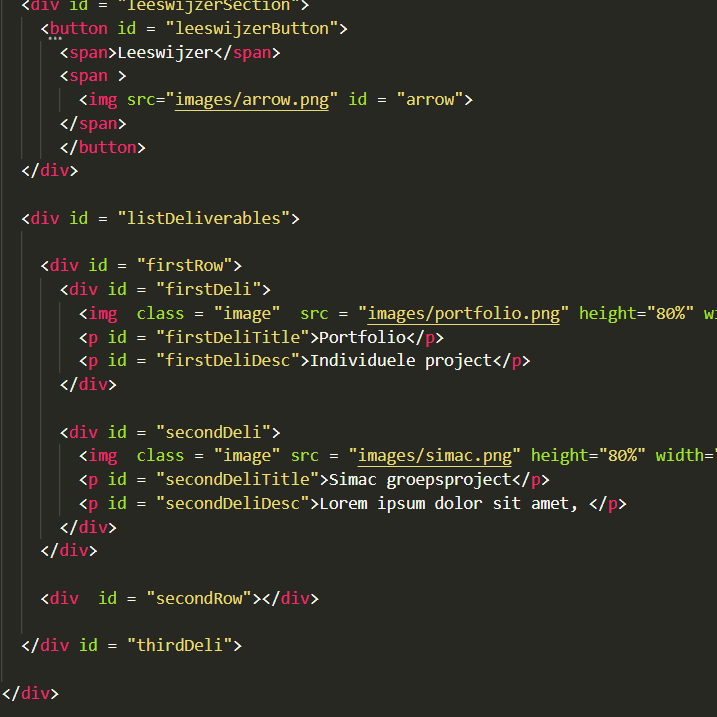 <div id = "leeswijzerSection">
<button id = "leeswijzerButton">
<span>Leeswijzer</span>
<span >
<img src="images/arrow.png" id = "arrow">
</span>
</button>
</div>
<div id = "listDeliverables">
<div id = "firstRow">
<div id = "firstDeli">
<img  class = "image"  src = "images/portfolio.png" height="80%" wi
<p id = "firstDeliTitle">Portfolio</p>
<p id = "firstDeliDesc">Individuele project</p>
</div>
<div id = "secondDeli">
<img  class = "image" src = "images/simac.png" height="80%" width="
<p id = "secondDeliTitle">Simac groepsproject</p>
<p id = "secondDeliDesc">Lorem ipsum dolor sit amet, </p>
</div>
</div>
<div  id = "secondRow"></div>
</div id = "thirdDeli">
</div>